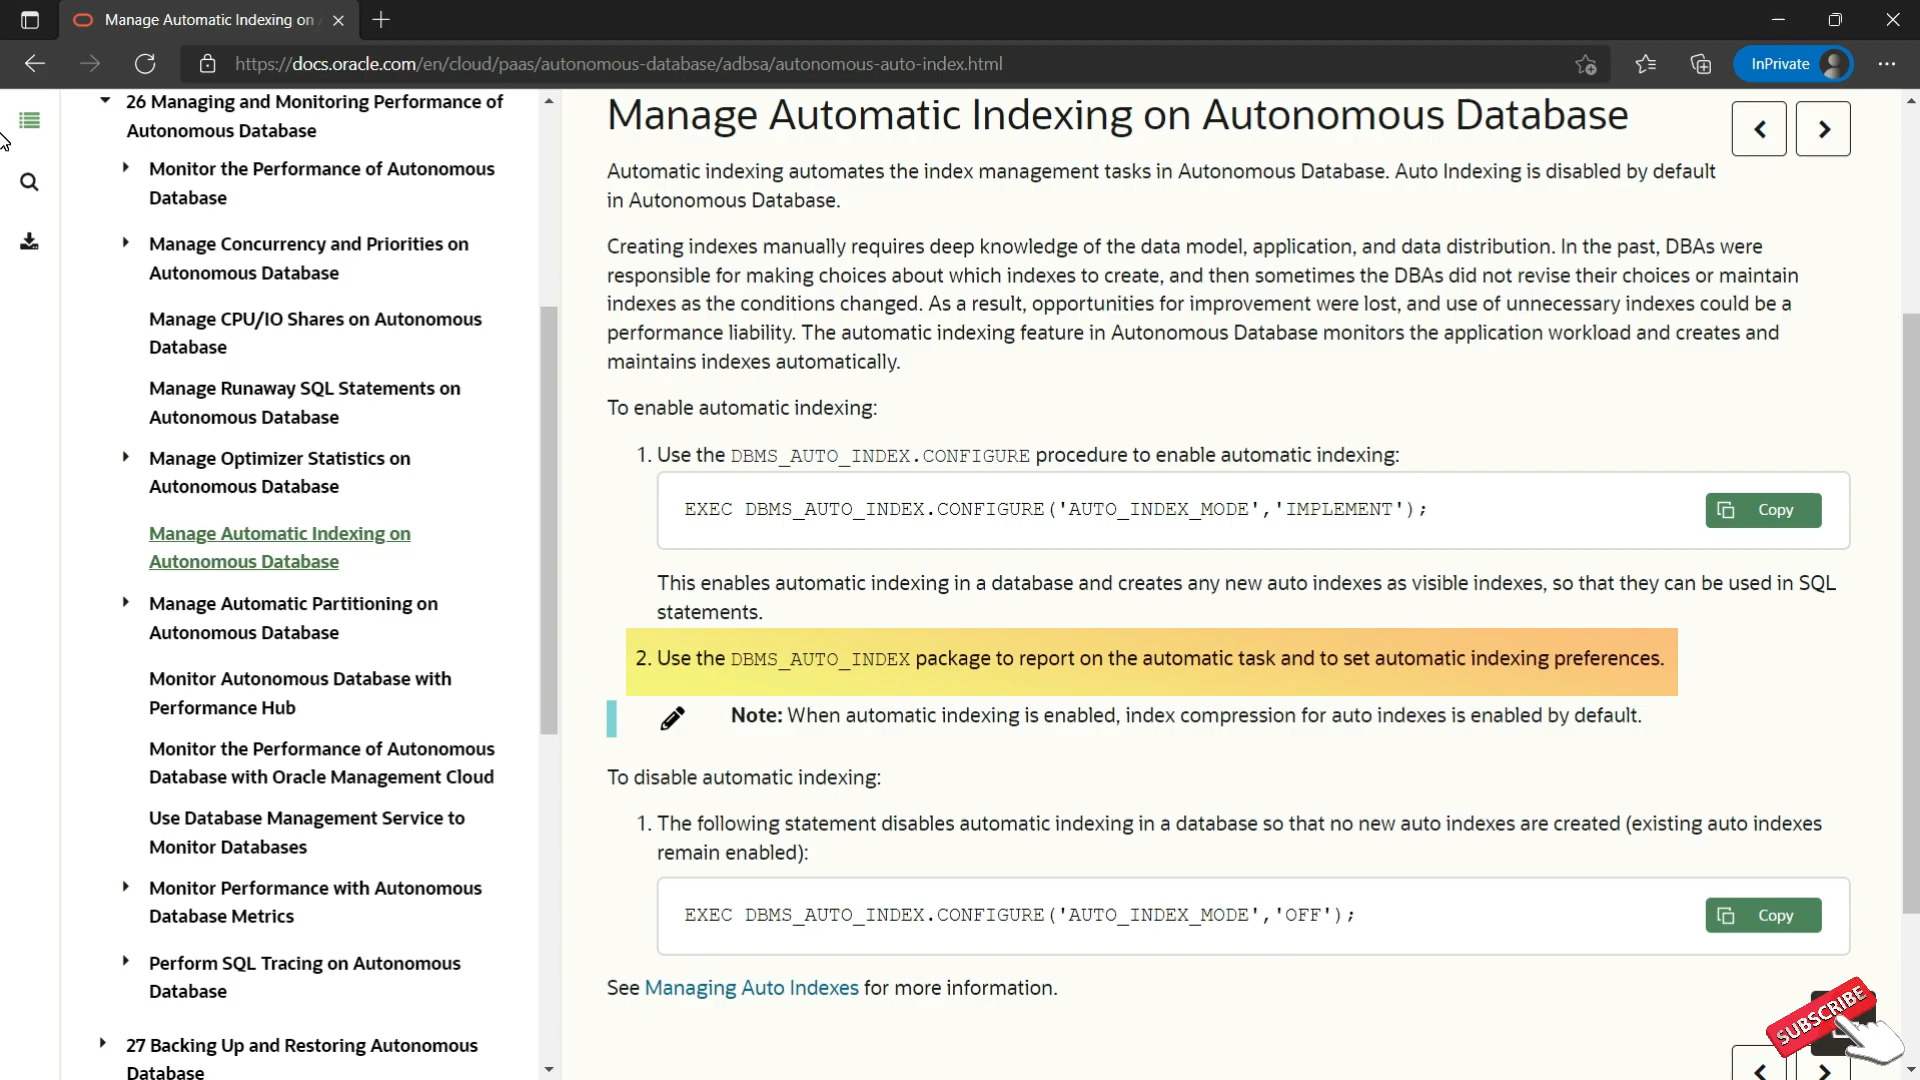 Manage Automatic Indexing on
https://docs.oracle.com/en/cloud/paas/autonomous-database/adbsa/autonomous-auto-index.html
InPrivate
26 Managing and Monitoring Performance of
Autonomous Database
Monitor the Performance of Autonomous
Database
Manage Concurrency and Priorities on
Autonomous Database
Manage CPU/IO Shares on Autonomous
Database
Manage Runaway SQL Statements on
Autonomous Database
Manage Optimizer Statistics on
Autonomous Database
Manage Automatic Indexing on
Autonomous Database
Manage Automatic Partitioning on
Autonomous Database
Monitor Autonomous Database with
Performance Hub
Monitor the Performance of Autonomous
Database with Oracle Management Cloud
Use Database Management Service to
Monitor Databases
Monitor Performance with Autonomous
Database Metrics
Perform SQL Tracing on Autonomous
Database
27 Backing Up and Restoring Autonomous
Database
Manage Automatic Indexing on Autonomous Database
Automatic indexing automates the index management tasks in Autonomous Database. Auto Indexing is disabled by default
in Autonomous Database.
Creating indexes manually requires deep knowledge of the data model, application, and data distribution. In the past, DBAs were
responsible for making choices about which indexes to create, and then sometimes the DBAs did not revise their choices or maintain
indexes as the conditions changed. As a result, opportunities for improvement were lost, and use of unnecessary indexes could be a
performance liability. The automatic indexing feature in Autonomous Database monitors the application workload and creates and
maintains indexes automatically.
To enable automatic indexing:
1. Use the DBMS_AUTO_INDEX.CONFIGURE procedure to enable automatic indexing:
EXEC DBMS_AUTO_INDEX.CONFIGURE('AUTO_INDEX_MODE','IMPLEMENT');
Copy
This enables automatic indexing in a database and creates any new auto indexes as visible indexes, so that they can be used in SQL
statements.
2. Use the DBMS_AUTO_INDEX package to report on the automatic task and to set automatic indexing preferences.
Note: When automatic indexing is enabled, index compression for auto indexes is enabled by default.
To disable automatic indexing:
1. The following statement disables automatic indexing in a database so that no new auto indexes are created (existing auto indexes
remain enabled):
EXEC DBMS_AUTO_INDEX.CONFIGURE('AUTO_INDEX_MODE','OFF');
Copy
See Managing Auto Indexes for more information.
SUBSCRIBE